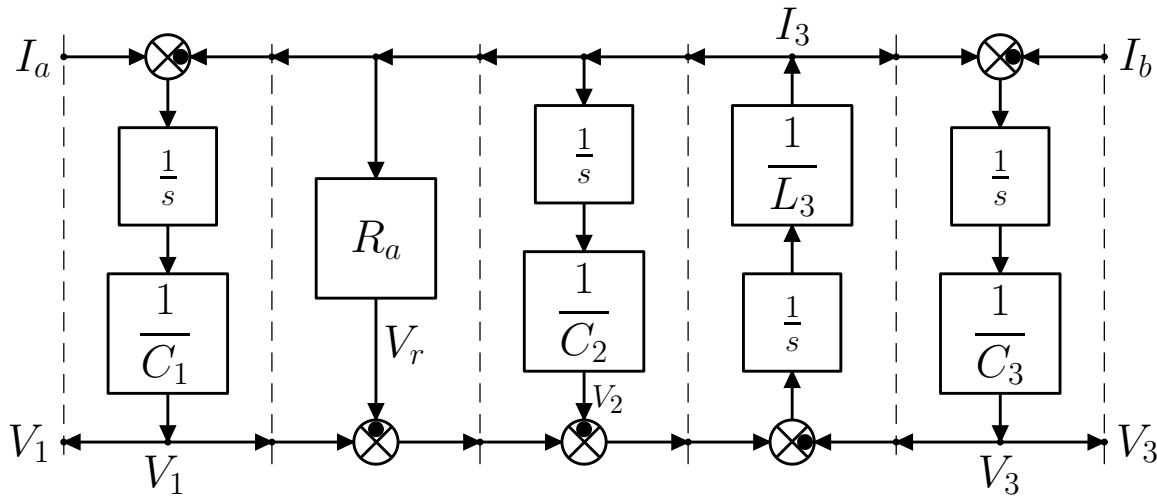 I_a I_3 I_b
1/s 1/s 1/L_3 1/s
R_a
1/C_1 V_r 1/C_2 1/s 1/C_3
V_2
V_1 V_1 V_3 V_3